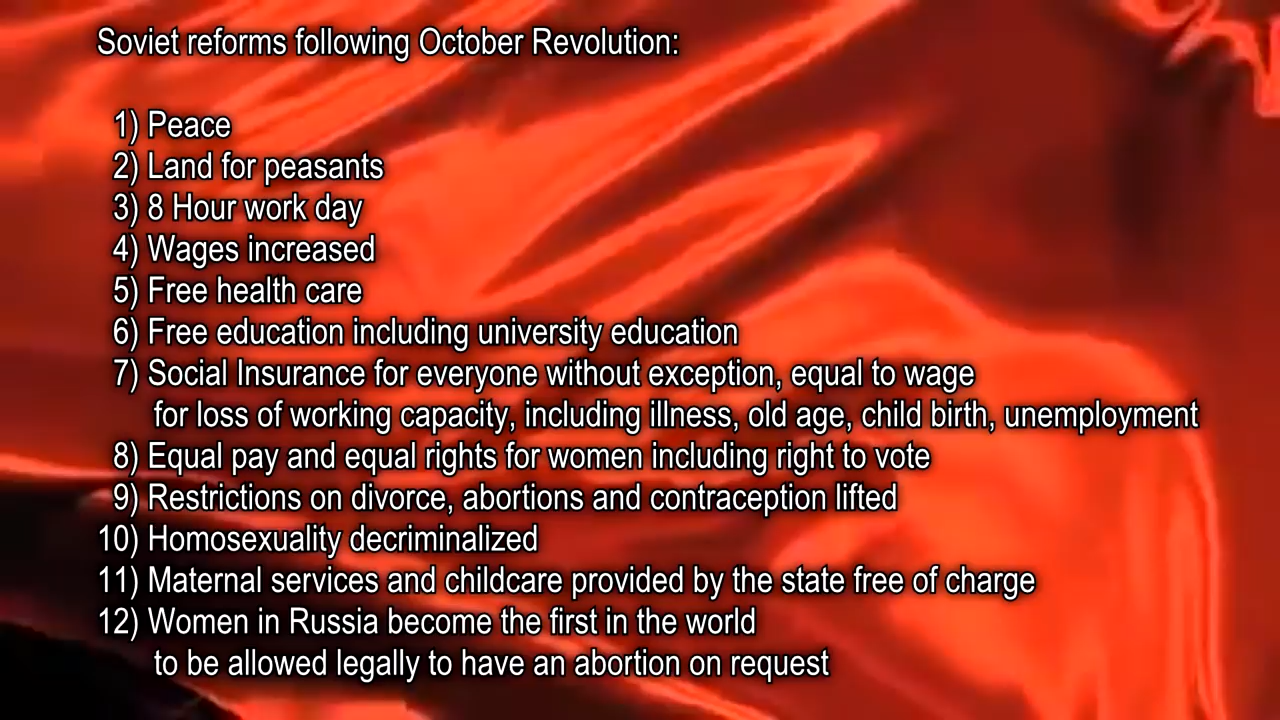 Soviet reforms following October Revolution:
1) Peace
2) Land for peasants
3) 8 Hour work day
4) Wages increased
5) Free health care
6) Free education including university education
7) Social Insurance for everyone without exception, equal to wage
for loss of working capacity, including illness, old age, child birth, unemployment
8) Equal pay and equal rights for women including right to vote
9) Restrictions on divorce, abortions and contraception lifted
10) Homosexuality decriminalized
11) Maternal services and childcare provided by the state free of charge
12) Women in Russia become the first in the world
to be allowed legally to have an abortion on request